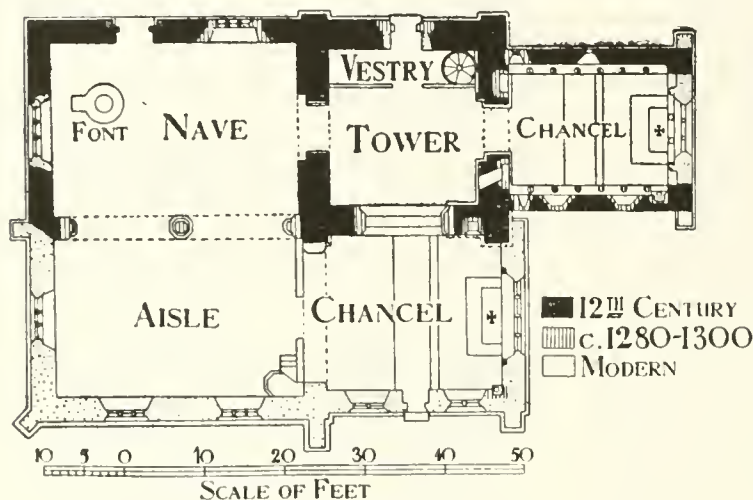 VESTRY
FONT
NAVE
TOWER
CHANCEL
AISLE
CHANCEL
12TH CENTURY
C.1280-1300
MODERN
10 5 0 10 20 30 40 50
SCALE OF FEET